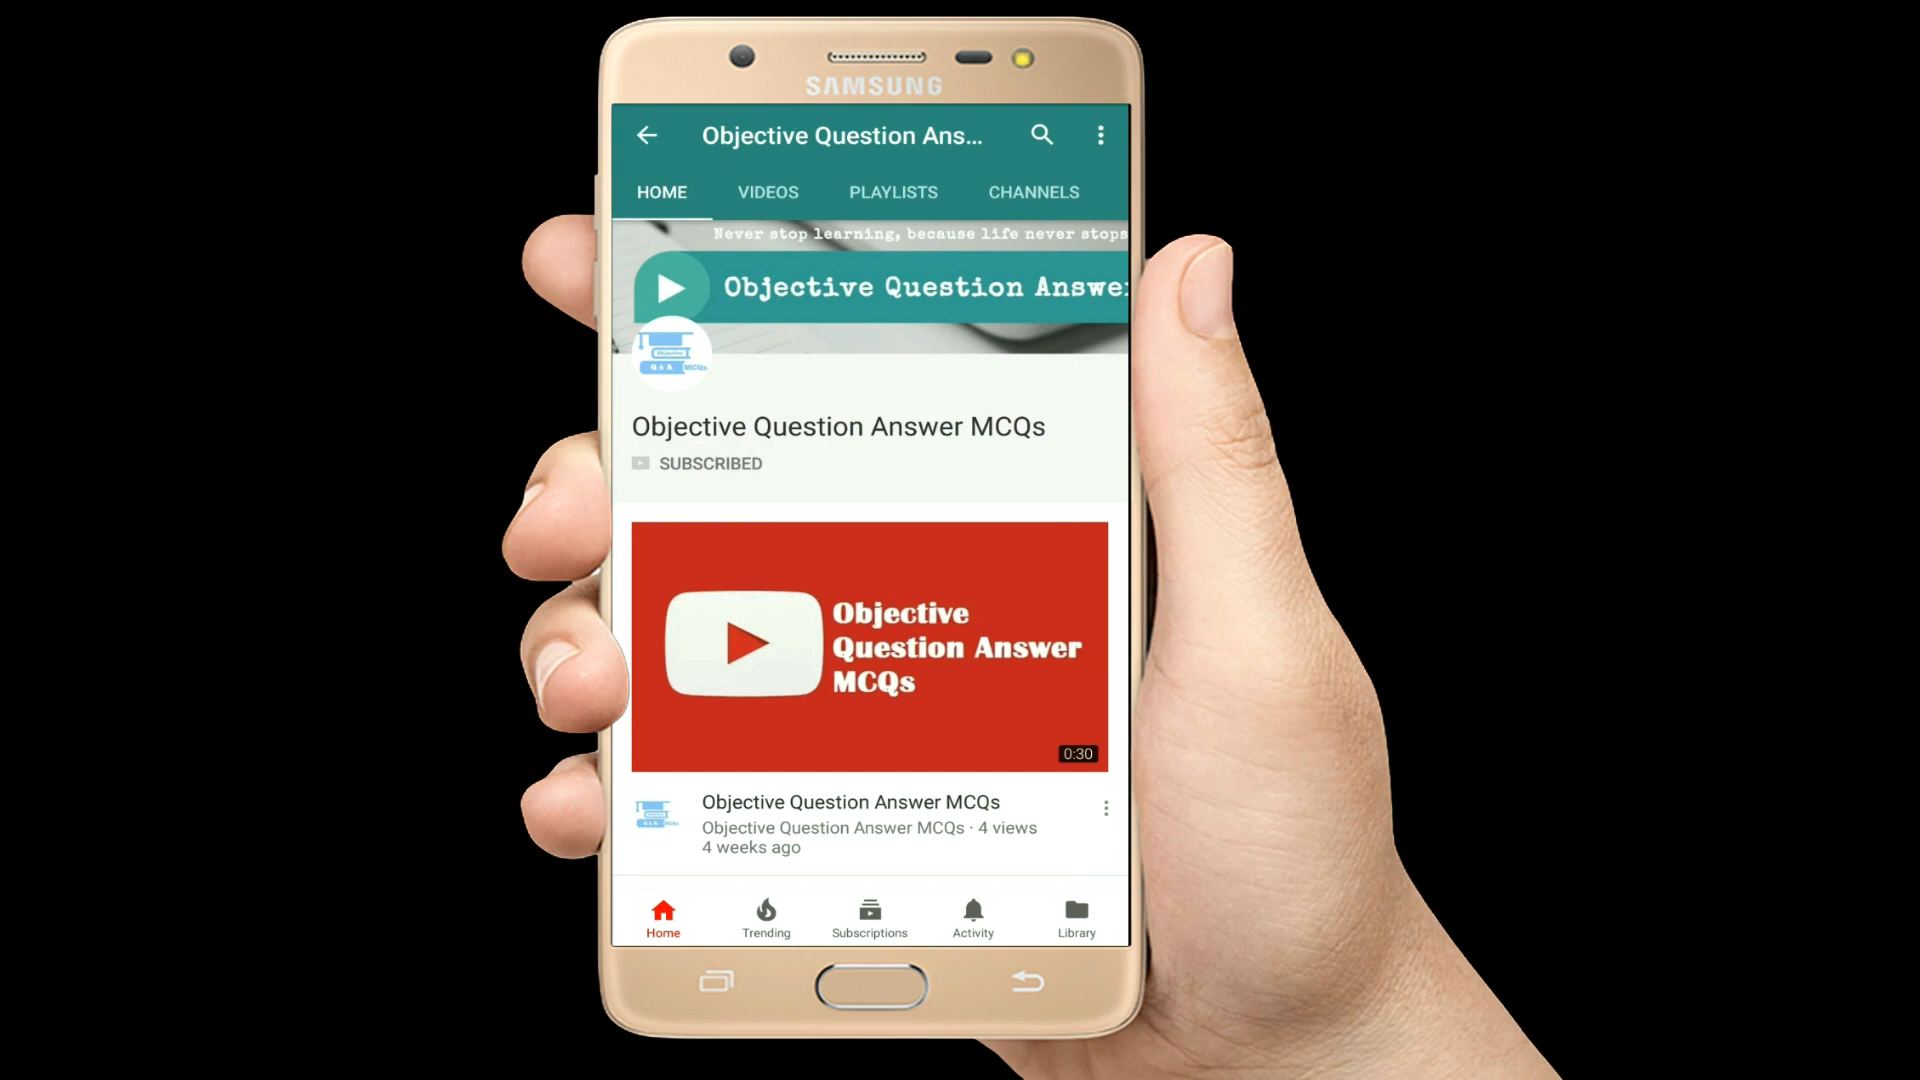 SAMSUNG
Objective Question Ans...
HOME VIDEOS PLAYLISTS CHANNELS
Never stop learning, because life never stops
Objective Question Answe
Objective
Q & A MCQs
Objective Question Answer MCQs
SUBSCRIBED
Objective
Question Answer
MCQs
0:30
Objective Question Answer MCQs
Objective Question Answer MCQs · 4 views
4 weeks ago
Home Trending Subscriptions Activity Library